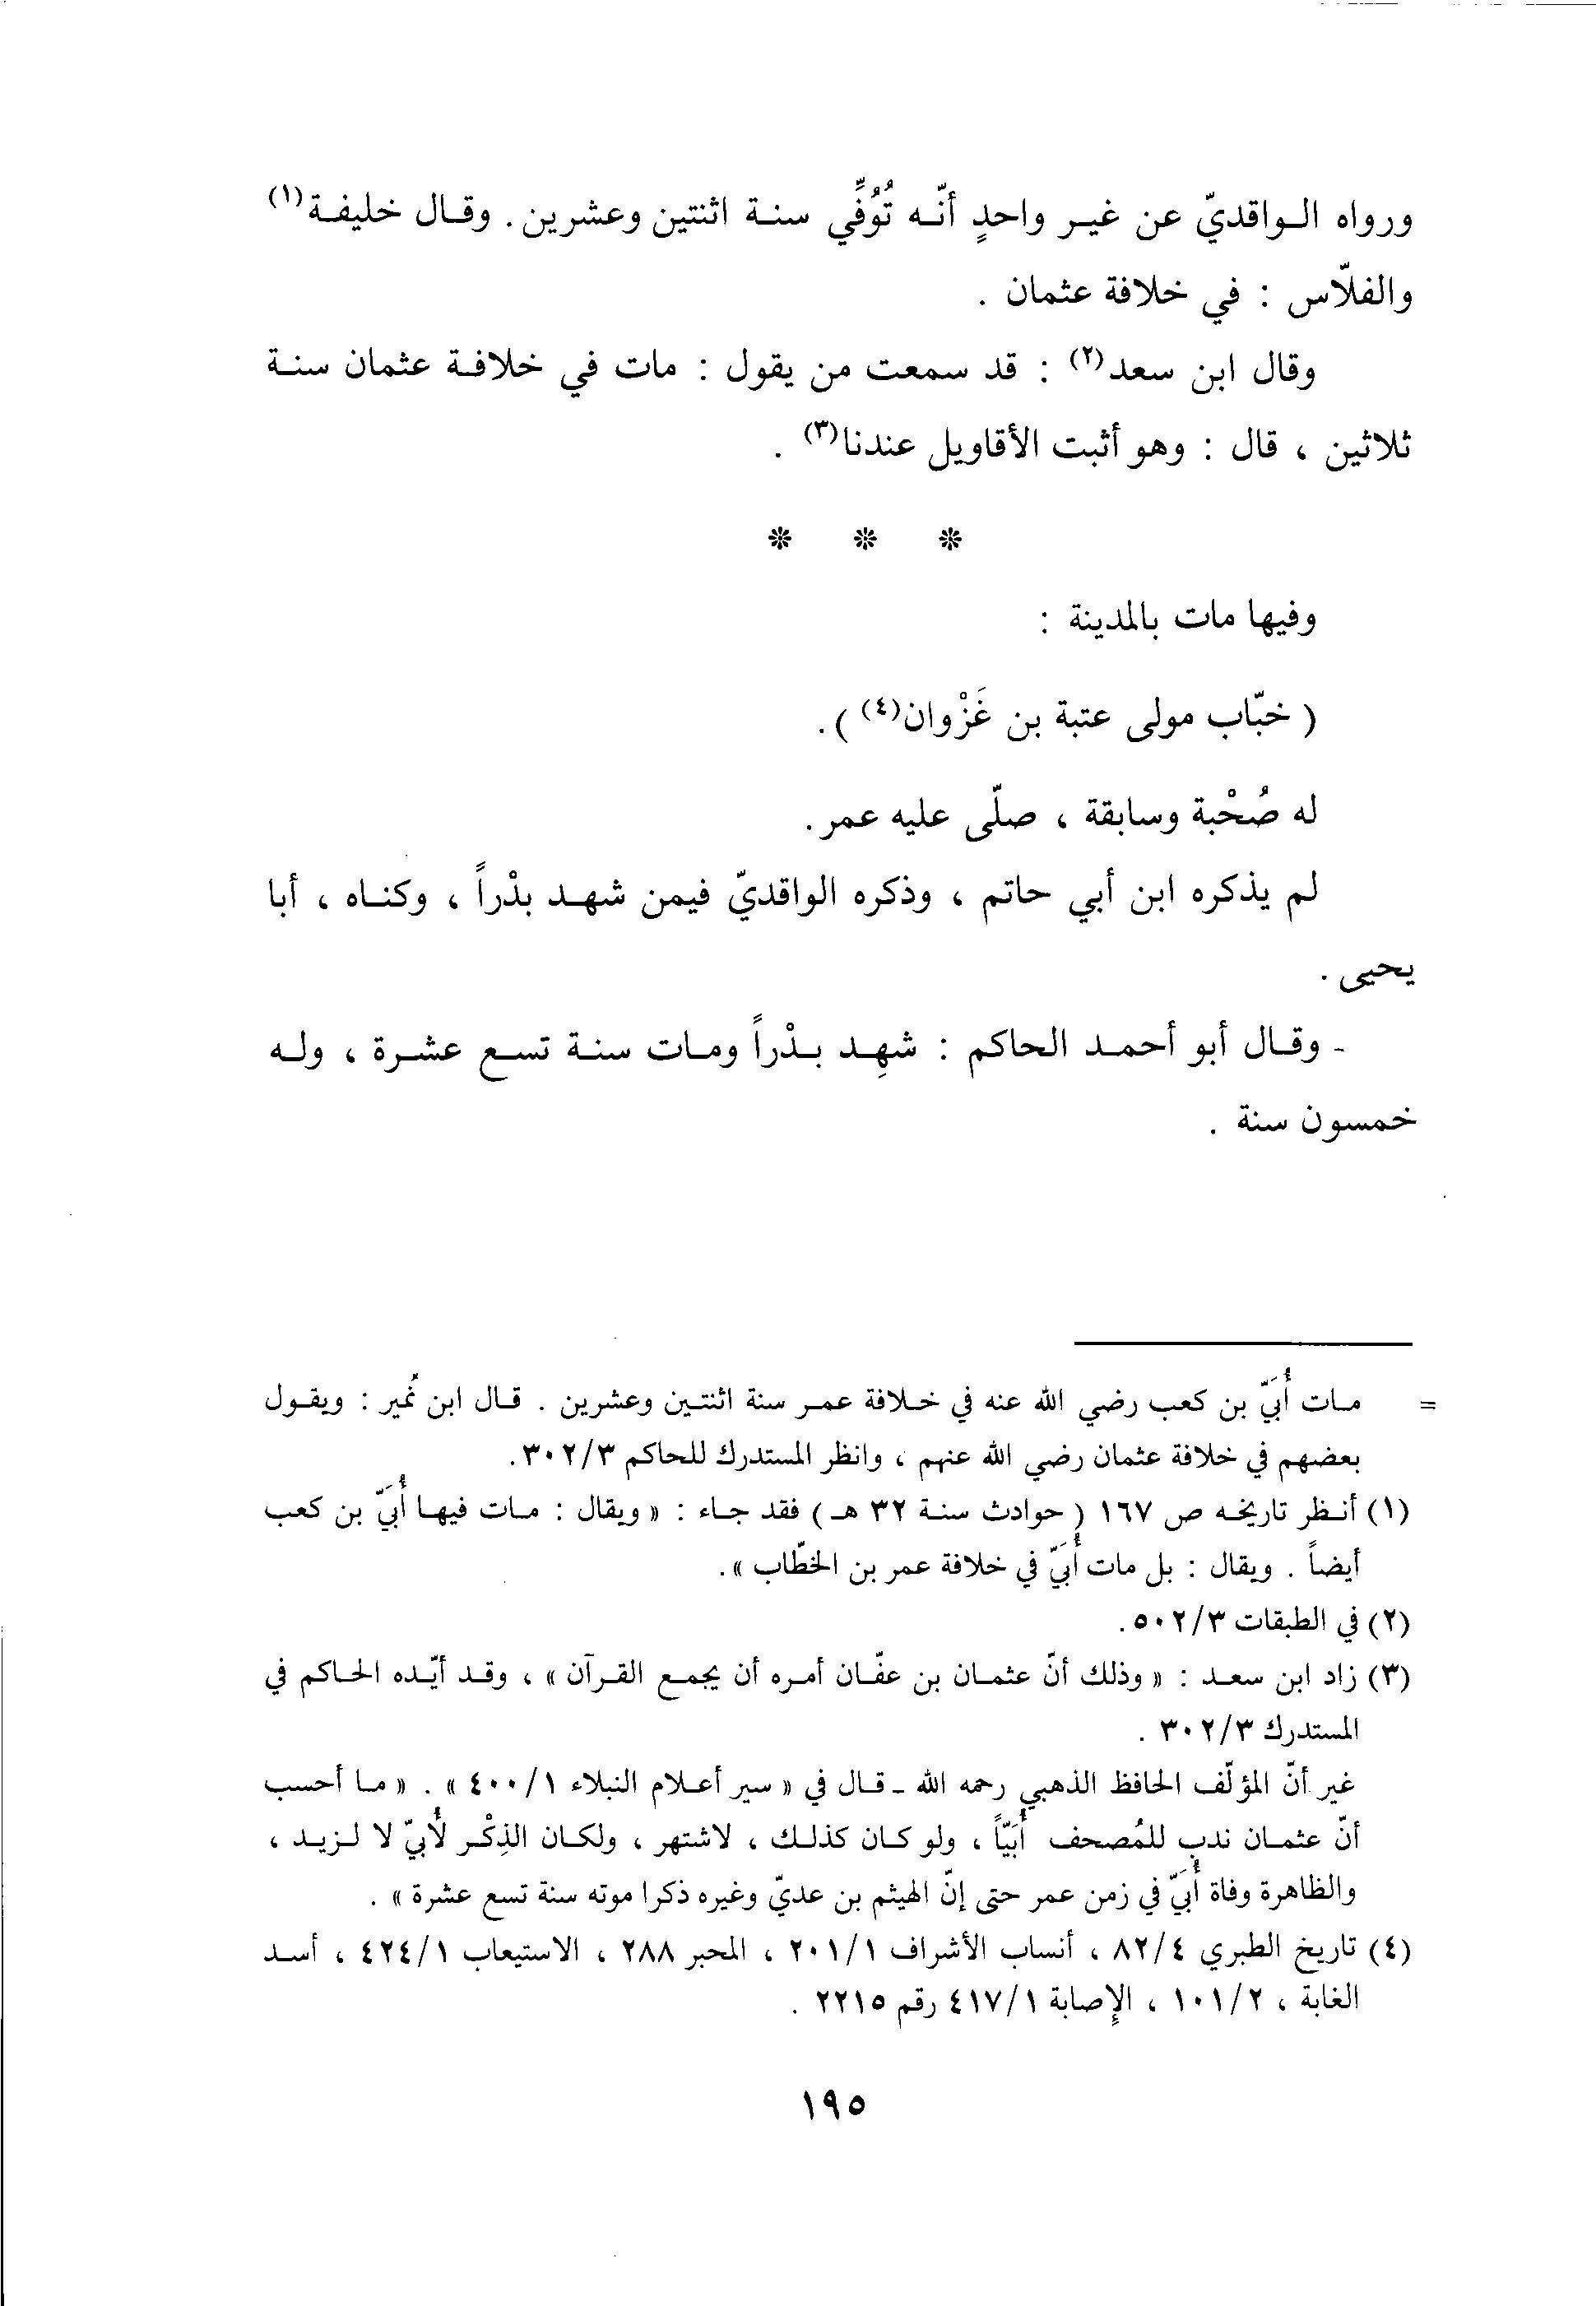 ورواه الواقديّ عن غير واحدٍ أنّه تُوُفِّي سنة اثنتين وعشرين. وقال خليفة(١)
والفلّاس : في خلافة عثمان .
وقال ابن سعد(٢) : قد سمعت من يقول : مات في خلافة عثمان سنة
ثلاثين ، قال : وهو أثبت الأقاويل عندنا(٣) .
* * *
وفيها مات بالمدينة :
( خبّاب مولى عتبة بن غَزْوان(٤) ).
له صُحْبة وسابقة ، صلّى عليه عمر.
لم يذكره ابن أبي حاتم ، وذكره الواقديّ فيمن شهد بدْراً ، وكناه ، أبا
يحيى .
- وقال أبو أحمد الحاكم : شهِد بدْراً ومات سنة تسع عشرة ، وله
خمسون سنة .
= مات أُبَيّ بن كعب رضي الله عنه في خلافة عمر سنة اثنتين وعشرين . قال ابن نُمير : ويقول
بعضهم في خلافة عثمان رضي الله عنهم ، وانظر المستدرك للحاكم ٣٠٢/٣.
(١) أنظر تاريخه ص ١٦٧ ( حوادث سنة ٣٢ هـ ) فقد جاء : « ويقال : مات فيها أُبَيّ بن كعب
أيضاً . ويقال : بل مات أُبَيّ في خلافة عمر بن الخطّاب ».
(٢) في الطبقات ٥٠٢/٣.
(٣) زاد ابن سعد : « وذلك أنّ عثمان بن عفّان أمره أن يجمع القرآن » ، وقد أيّده الحاكم في
المستدرك ٣٠٢/٣ .
غير أنّ المؤلّف الحافظ الذهبي رحمه الله - قال في « سير أعلام النبلاء ٤٠٠/١ » . « ما أحسب
أنّ عثمان ندب للمُصحف أُبَيّاً ، ولو كان كذلك ، لاشتهر ، ولكان الذِكْر لأُبيّ لا لزيد ،
والظاهرة وفاة أُبَيّ في زمن عمر حتى إنّ الهيثم بن عديّ وغيره ذكرا موته سنة تسع عشرة » .
(٤) تاريخ الطبري ٨٢/٤ ، أنساب الأشراف ٢٠١/١ ، المحبر ٢٨٨ ، الاستيعاب ٤٢٤/١ ، أسد
الغابة ، ١٠١/٢ ، الإصابة ٤١٧/١ رقم ٢٢١٥ .
١٩٥